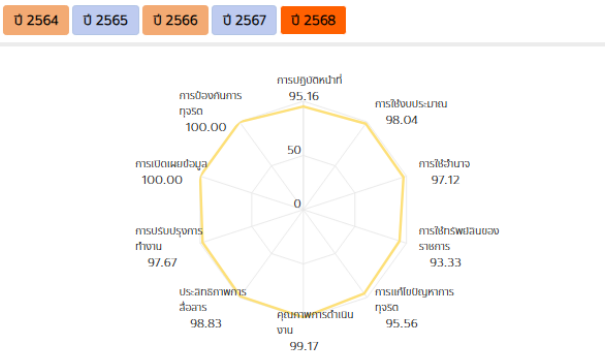 ปี 2564 ปี 2565 ปี 2566 ปี 2567 ปี 2568
การปฏิบัติหน้าที่
95.16
การใช้งบประมาณ
98.04
การใช้อำนาจ
97.12
การใช้ทรัพย์สินของ
ราชการ
93.33
การแก้ไขปัญหาการ
ทุจริต
95.56
คุณภาพการดำเนิน
งาน
99.17
ประสิทธิภาพการ
สื่อสาร
98.83
การปรับปรุงการ
ทำงาน
97.67
การเปิดเผยข้อมูล
100.00
การป้องกันการ
ทุจริต
100.00
50
0